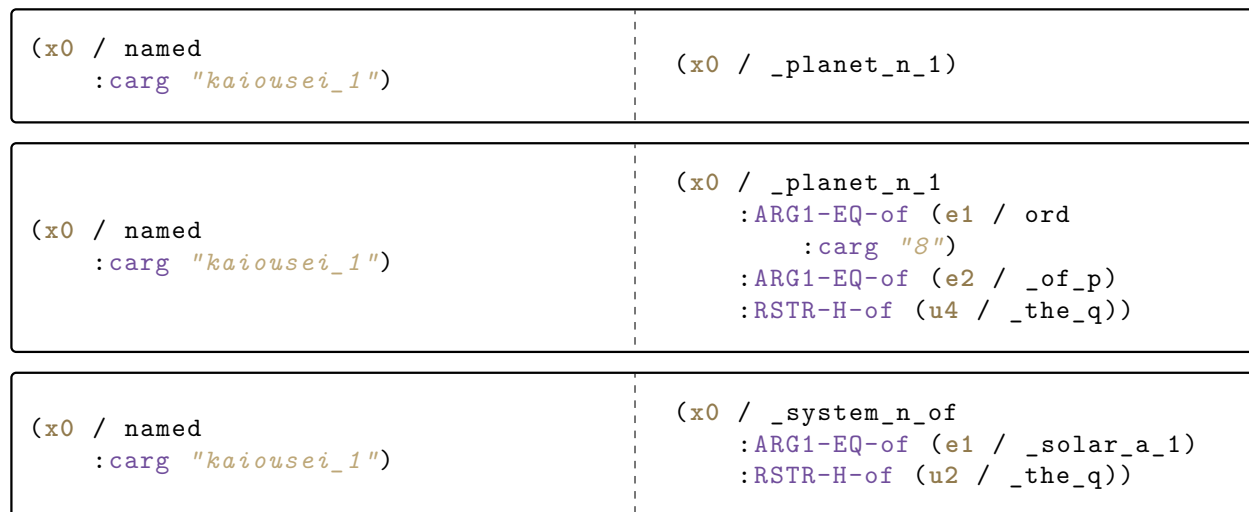 (x0 / named
:carg "kaiousei_1")
(x0 / _planet_n_1)
(x0 / named
:carg "kaiousei_1")
(x0 / _planet_n_1
:ARG1-EQ-of (e1 / ord
:carg "8")
:ARG1-EQ-of (e2 / _of_p)
:RSTR-H-of (u4 / _the_q))
(x0 / named
:carg "kaiousei_1")
(x0 / _system_n_of
:ARG1-EQ-of (e1 / _solar_a_1)
:RSTR-H-of (u2 / _the_q))